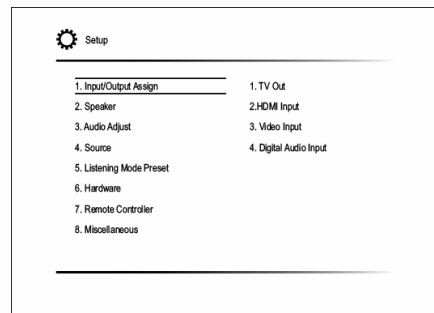 Setup
1. Input/Output Assign
2. Speaker
3. Audio Adjust
4. Source
5. Listening Mode Preset
6. Hardware
7. Remote Controller
8. Miscellaneous
1. TV Out
2.HDMI Input
3. Video Input
4. Digital Audio Input